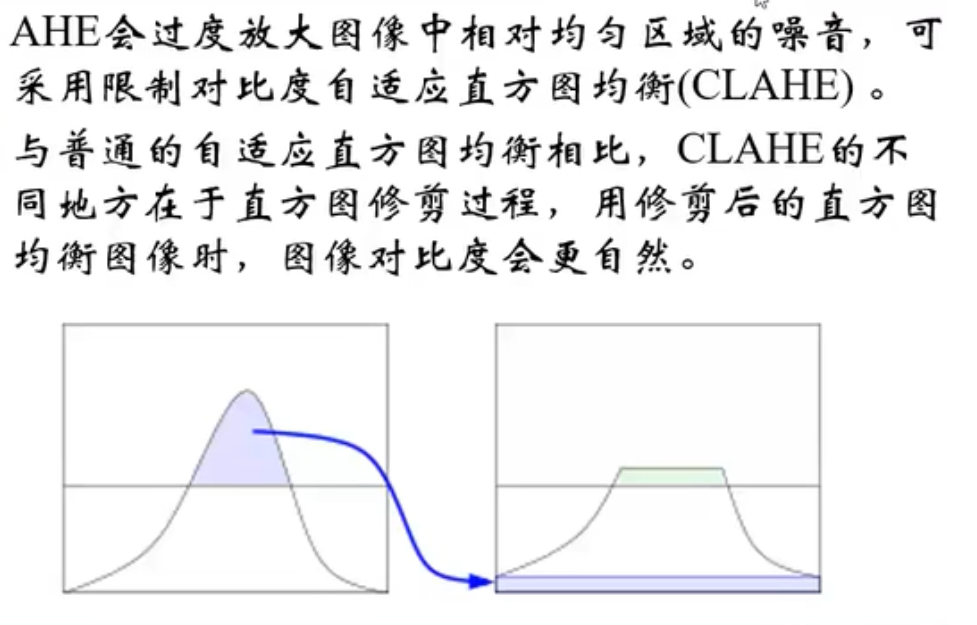 AHE会过度放大图像中相对均匀区域的噪音，可
采用限制对比度自适应直方图均衡(CLAHE) 。
与普通的自适应直方图均衡相比，CLAHE的不
同地方在于直方图修剪过程，用修剪后的直方图
均衡图像时，图像对比度会更自然。